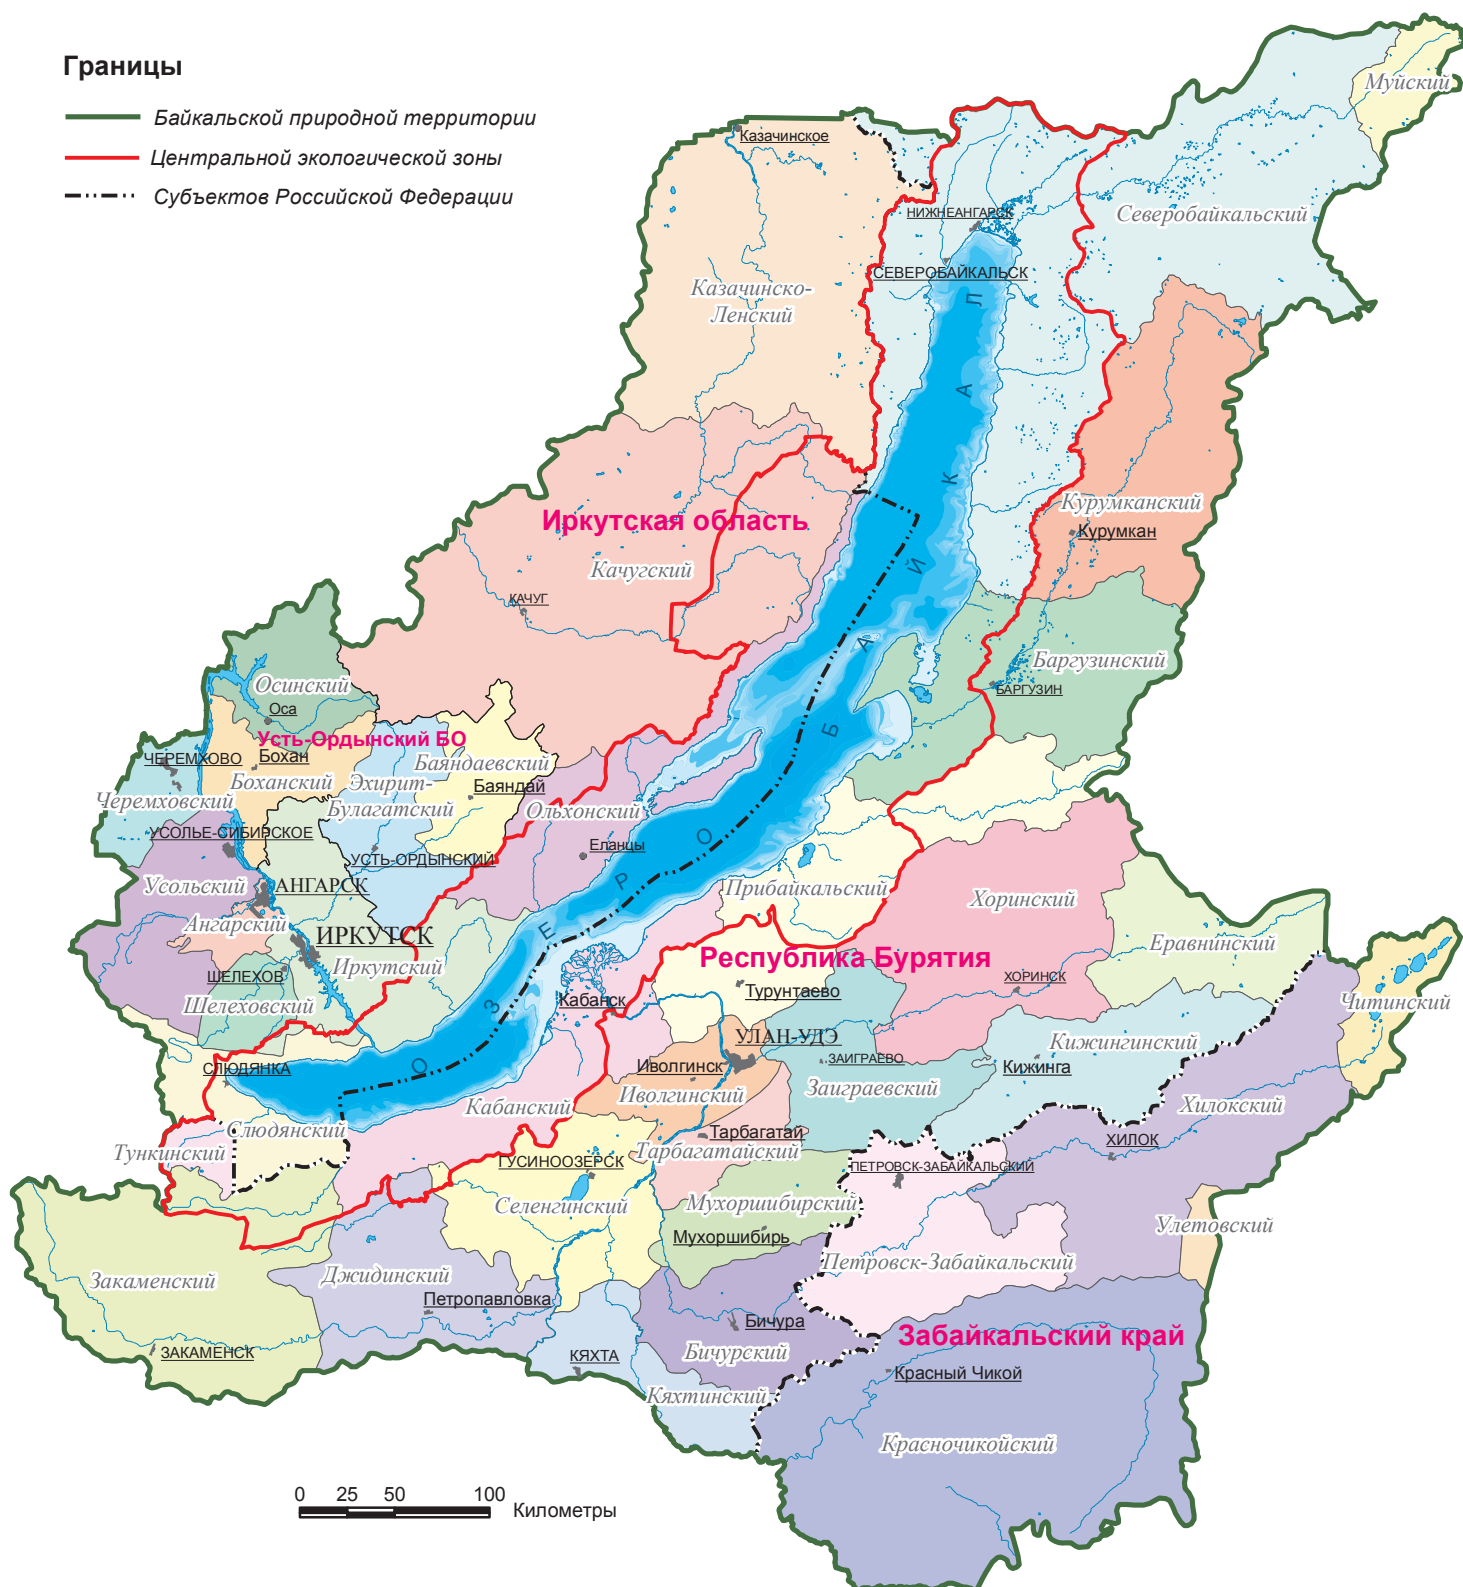 Границы
Байкальской природной территории
Центральной экологической зоны
Субъектов Российской Федерации
Муйский
Казачинское
Северобайкальский
НИЖНЕАНГАРСК
СЕВЕРОБАЙКАЛЬСК
Казачинско-
Ленский
Курумканский
Курумкан
Иркутская область
Качугский
КАЧУГ
ОЗЕРО БАЙКАЛ
Баргузинский
БАРГУЗИН
Осинский
Оса
Усть-Ордынский БО
Бохан
Боханский
ЧЕРЕМХОВО
Черемховский
Баяндаевский
Баяндай
Эхирит-
Булагатский
УСТЬ-ОРДЫНСКИЙ
Ольхонский
Еланцы
УСОЛЬЕ-СИБИРСКОЕ
Усольский
АНГАРСК
Ангарский
ИРКУТСК
Иркутский
ШЕЛЕХОВ
Шелеховский
Прибайкальский
Хоринский
ХОРИНСК
Еравнинский
Республика Бурятия
Турунтаево
Кабанск
Читинский
УЛАН-УДЭ
ЗАИГРАЕВО
Заиграевский
Кижингинский
Кижинга
Иволгинск
Иволгинский
СЛЮДЯНКА
Слюдянский
Кабанский
Тункинский
Хилокский
ХИЛОК
Тарбагатай
Тарбагатайский
ПЕТРОВСК-ЗАБАЙКАЛЬСКИЙ
ГУСИНООЗЕРСК
Селенгинский
Мухоршибирский
Мухоршибирь
Улетовский
Петровск-Забайкальский
Закаменский
Джидинский
Петропавловка
Бичура
Бичурский
Забайкальский край
ЗАКАМЕНСК
КЯХТА
Кяхтинский
Красный Чикой
Красночикойский
0 25 50 100 Километры